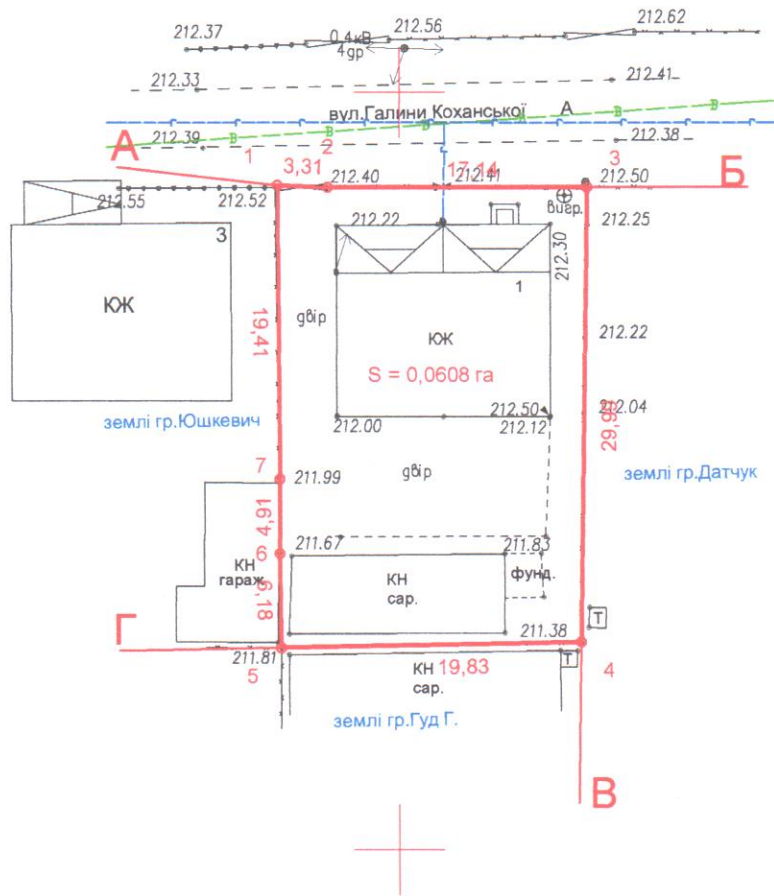 212.37
212.56
212.62
0.4кВ
4др
212.33
212.41
вул.Галини Коханської
А
В В В В В
212.39
212.38
А
1
2
3
3,31
212.40
17,14
212.41
212.50
Б
212.55
212.52
вигр.
212.25
3
212.22
212.30
КЖ
1
19,41
двір
КЖ
212.22
S = 0,0608 га
212.50
212.04
212.00
212.12
землі гр.Юшкевич
7
211.99
двір
землі гр.Датчук
4,91
211.67
211.83
6
КН
гараж
КН
сар.
фунд.
6,18
Т
Г
211.38
211.81
5
КН
сар.
19,83
Т
4
землі гр.Гуд Г.
В